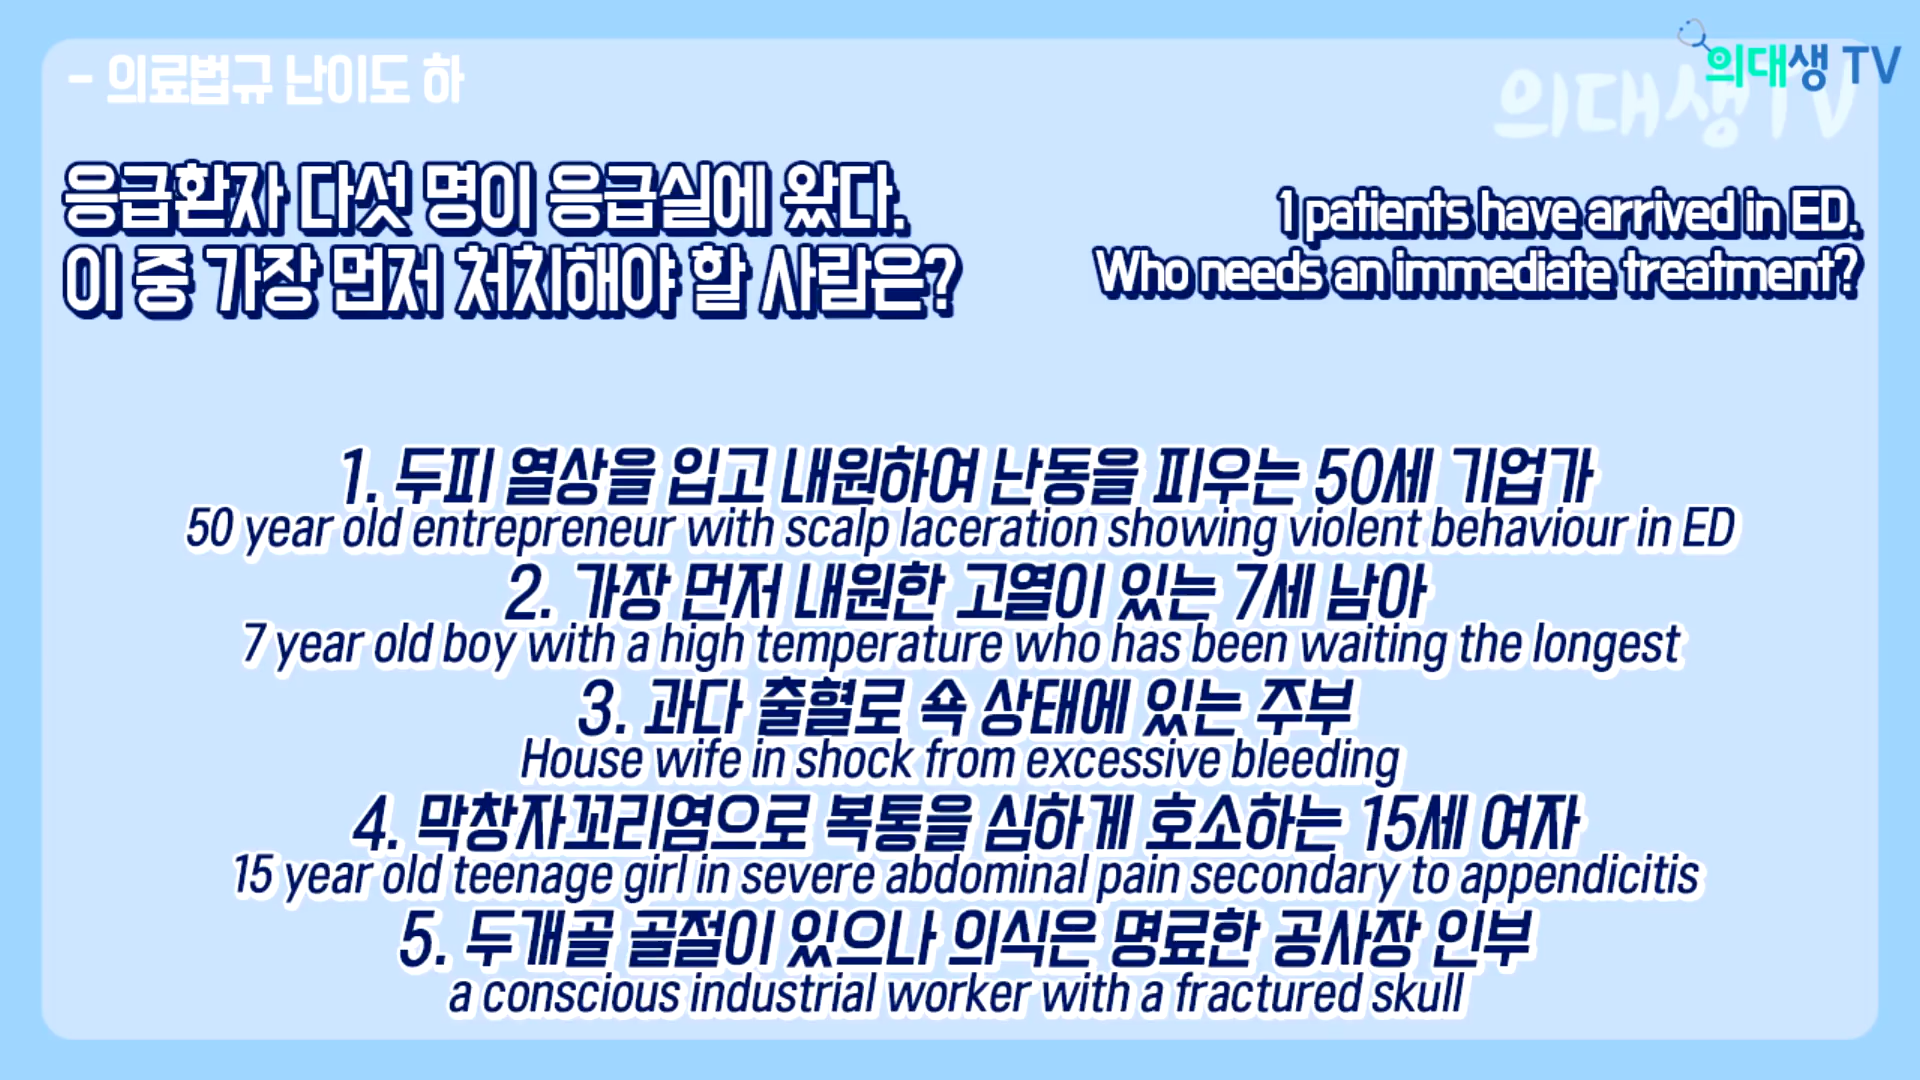 - 의료법규 난이도 하
의대생 TV
의대생TV
응급환자 다섯 명이 응급실에 왔다.
이 중 가장 먼저 처치해야 할 사람은?
1 patients have arrived in ED.
Who needs an immediate treatment?
1. 두피 열상을 입고 내원하여 난동을 피우는 50세 기업가
50 year old entrepreneur with scalp laceration showing violent behaviour in ED
2. 가장 먼저 내원한 고열이 있는 7세 남아
7 year old boy with a high temperature who has been waiting the longest
3. 과다 출혈로 쇽 상태에 있는 주부
House wife in shock from excessive bleeding
4. 막창자꼬리염으로 복통을 심하게 호소하는 15세 여자
15 year old teenage girl in severe abdominal pain secondary to appendicitis
5. 두개골 골절이 있으나 의식은 명료한 공사장 인부
a conscious industrial worker with a fractured skull